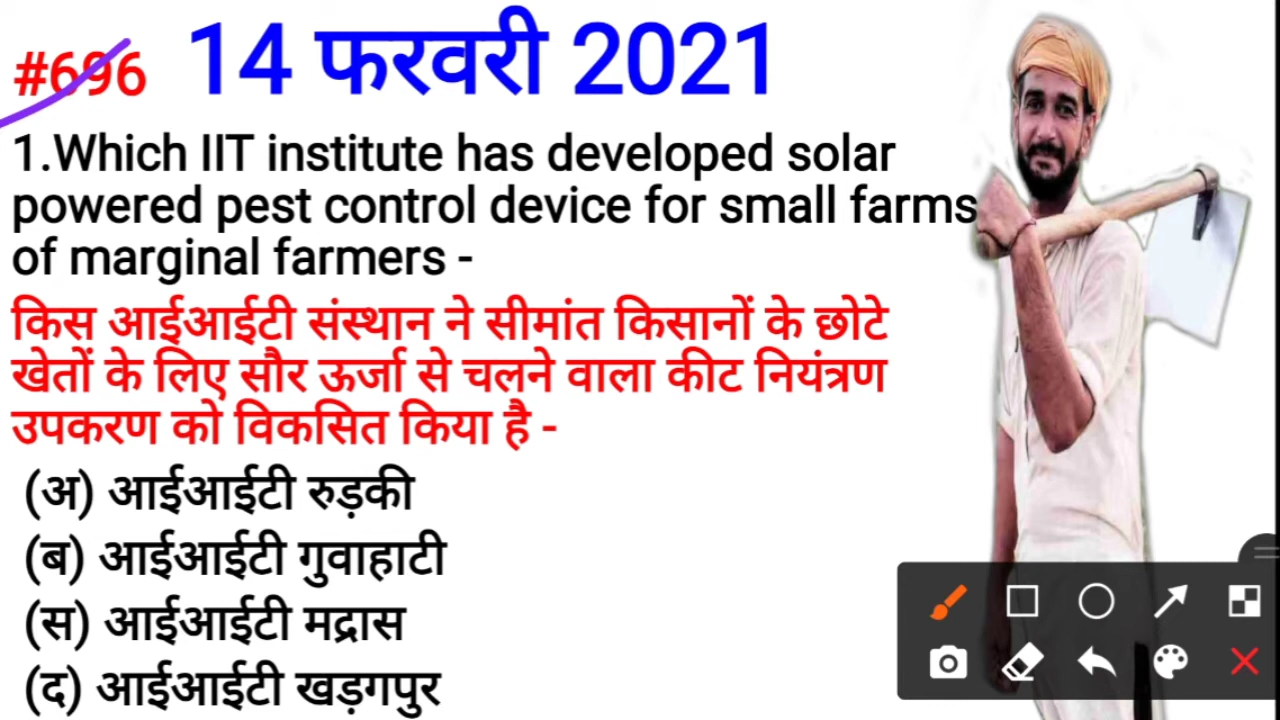 #696 14 फरवरी 2021
1.Which IIT institute has developed solar
powered pest control device for small farms
of marginal farmers -
किस आईआईटी संस्थान ने सीमांत किसानों के छोटे
खेतों के लिए सौर ऊर्जा से चलने वाला कीट नियंत्रण
उपकरण को विकसित किया है -
(अ) आईआईटी रुड़की
(ब) आईआईटी गुवाहाटी
(स) आईआईटी मद्रास
(द) आईआईटी खड़गपुर